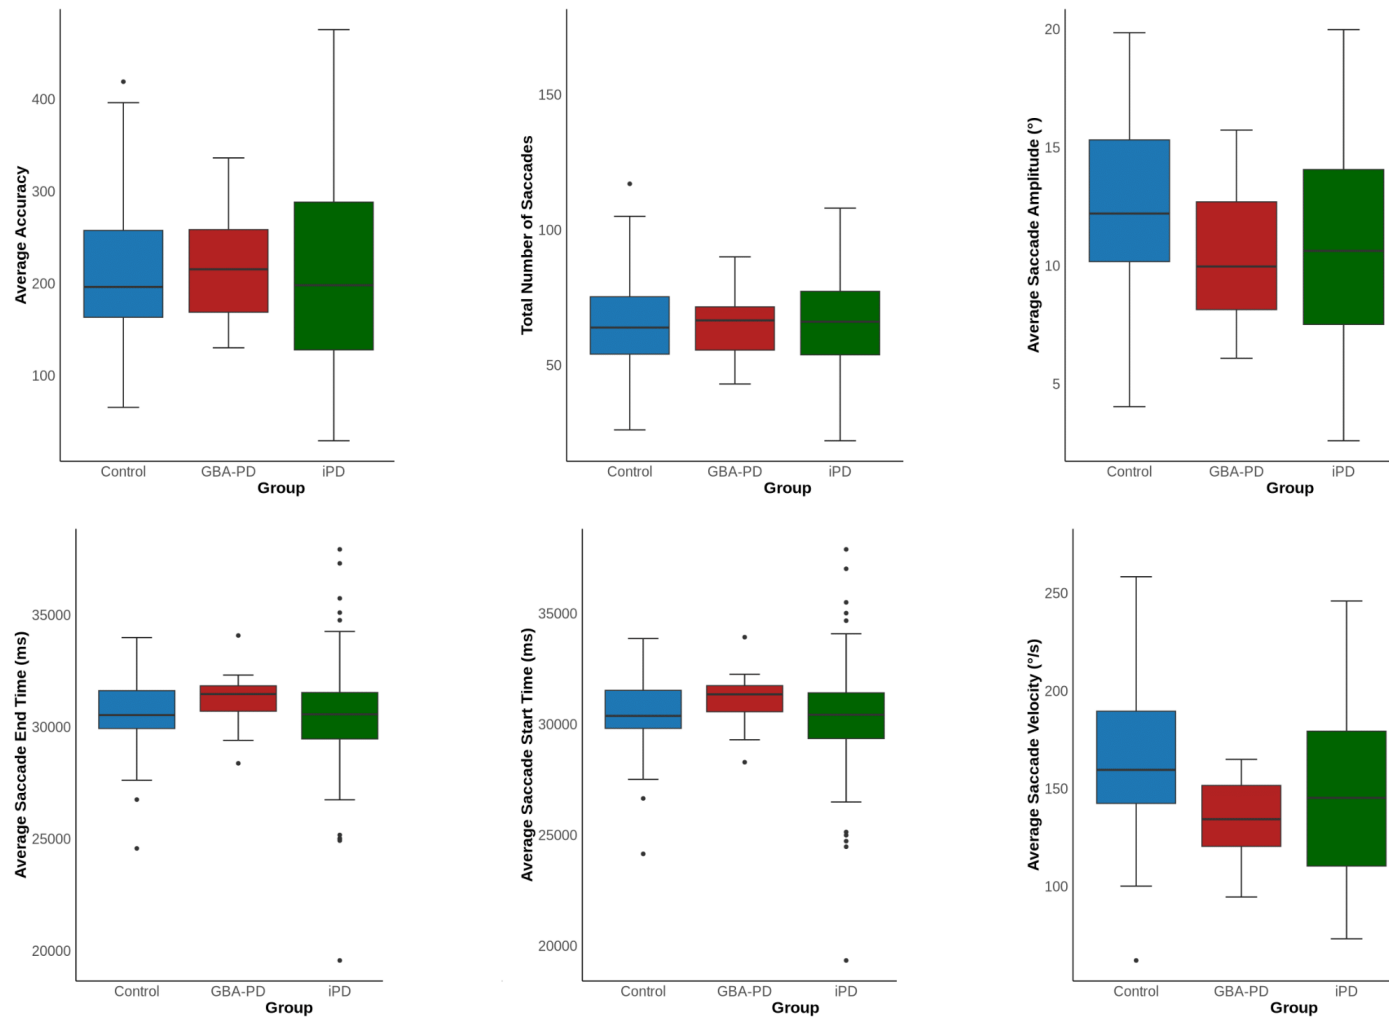 Average Accuracy
400
300
200
100
Control GBA-PD iPD
Group
Total Number of Saccades
150
100
50
Control GBA-PD iPD
Group
Average Saccade Amplitude (°)
20
15
10
5
Control GBA-PD iPD
Group
Average Saccade End Time (ms)
35000
30000
25000
20000
Control GBA-PD iPD
Group
Average Saccade Start Time (ms)
35000
30000
25000
20000
Control GBA-PD iPD
Group
Average Saccade Velocity (°/s)
250
200
150
100
Control GBA-PD iPD
Group